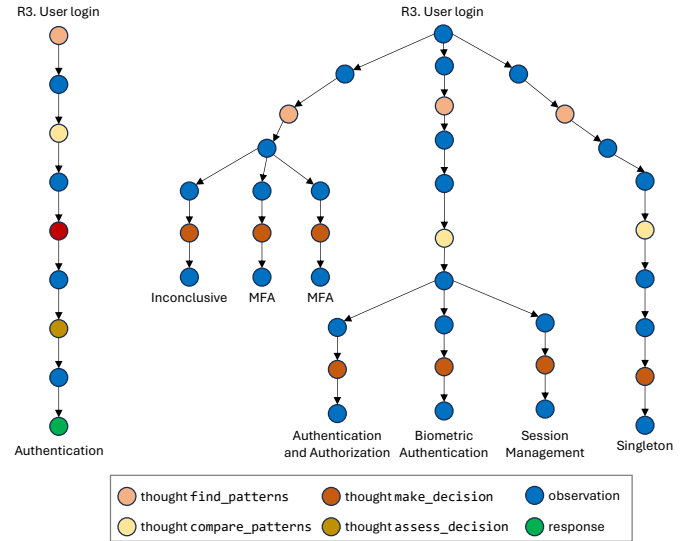 R3. User login
R3. User login
Inconclusive
MFA
MFA
Authentication
Authentication
and Authorization
Biometric
Authentication
Session
Management
Singleton
thought find_patterns
thought make_decision
observation
thought compare_patterns
thought assess_decision
response